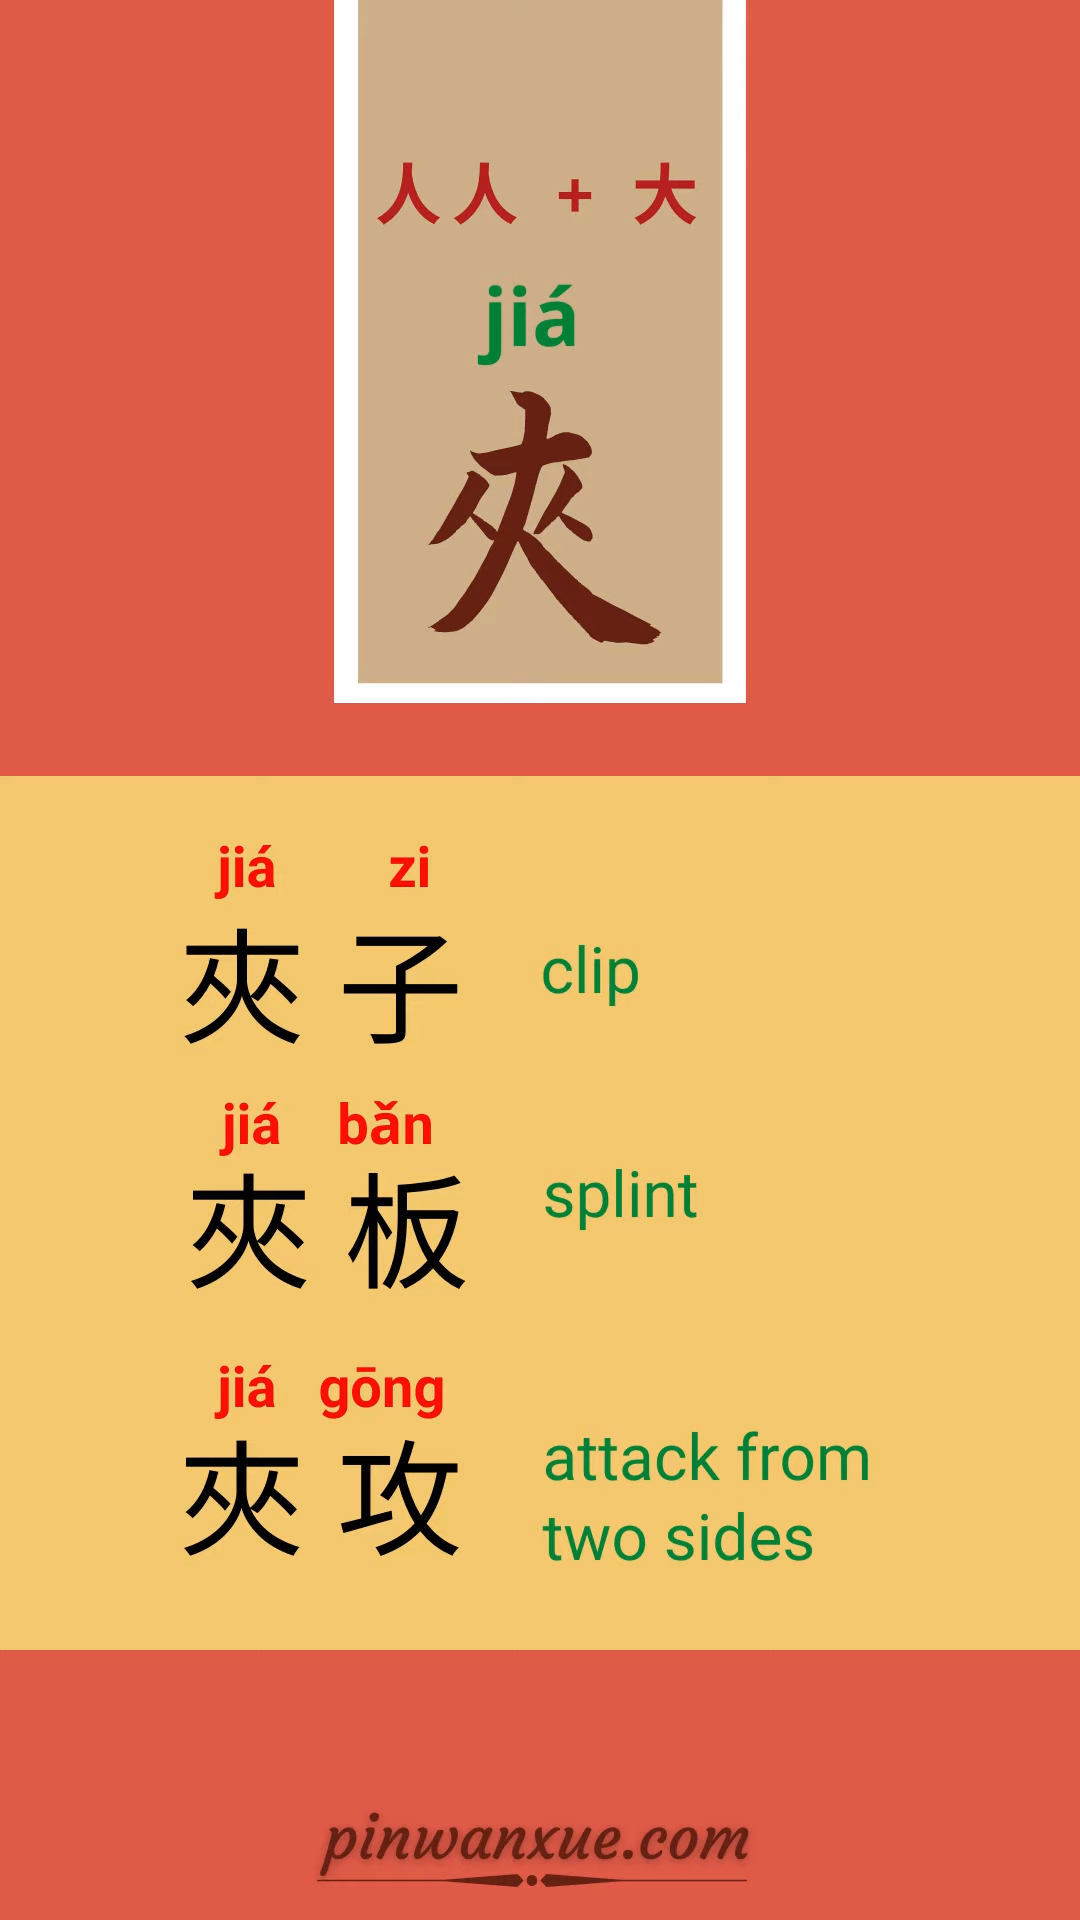 人人 + 大
jiá
夾
jiá zi
夾子 clip
jiá bǎn
夾板 splint
jiá gōng
夾攻 attack from
two sides
pinwanxue.com